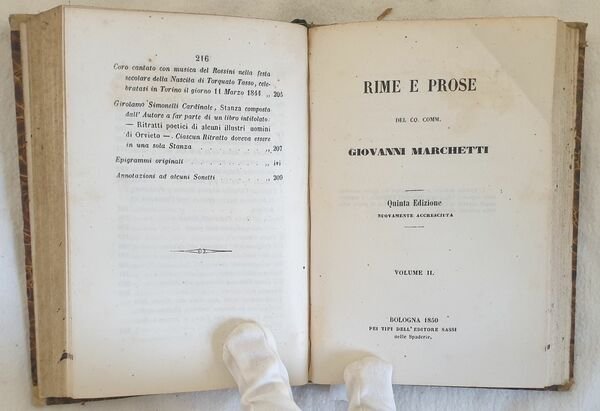 216
Coro cantato con musica del Rossini nella festa
secolare della Nascita di Torquato Tasso, cele-
bratasi in Torino il giorno 11 Marzo 1844 ,, 205
Girolamo Simonelli Cardinale, Stanza composta
dall' Autore a far parte di un libro intitolato:
— Ritratti poetici di alcuni illustri uomini
di Orvieto —. Ciascun Ritratto doveva essere
in una sola Stanza . . . . . ,, 207
Epigrammi originali . . . . . ,, ivi
Annotazioni ad alcuni Sonetti . . . . ,, 209
RIME E PROSE
DEL CO. COMM.
GIOVANNI MARCHETTI
Quinta Edizione
NUOVAMENTE ACCRESCIUTA
VOLUME II.
BOLOGNA 1850
PEI TIPI DELL'EDITORE SASSI
nelle Spaderie.